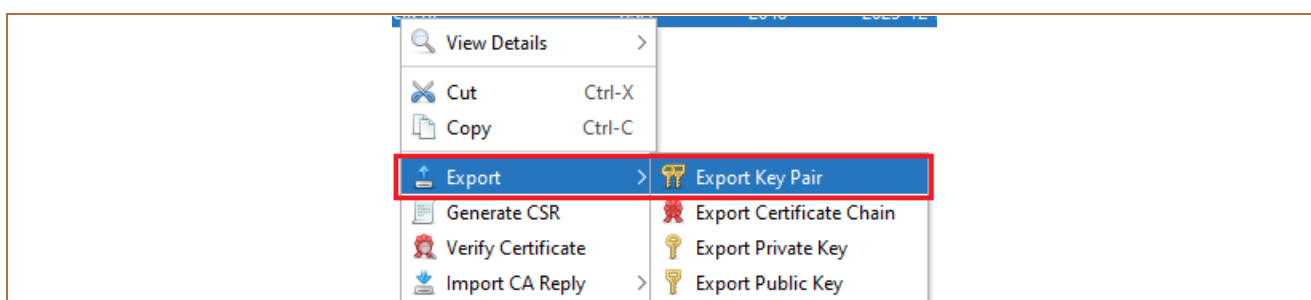 View Details
Cut Ctrl-X
Copy Ctrl-C
Export Export Key Pair
Generate CSR Export Certificate Chain
Verify Certificate Export Private Key
Import CA Reply Export Public Key